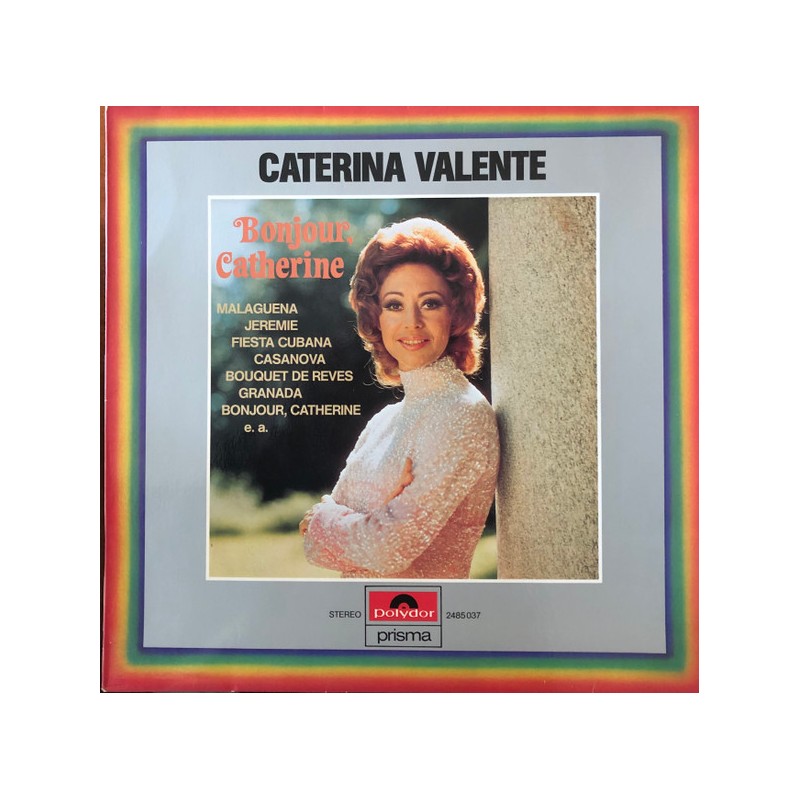 CATERINA VALENTE
Bonjour,
Catherine
MALAGUENA
JEREMIE
FIESTA CUBANA
CASANOVA
BOUQUET DE REVES
GRANADA
BONJOUR, CATHERINE
e. a.
STEREO Polydor 2485 037
prisma